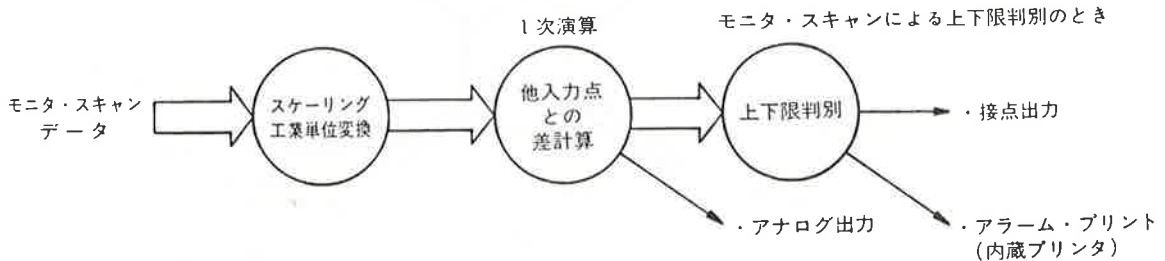 モニタ・スキャン
データ
スケーリング
工業単位変換
1次演算
他入力点
との
差計算
・アナログ出力
モニタ・スキャンによる上下限判別のとき
上下限判別
・接点出力
・アラーム・プリント
(内蔵プリンタ)